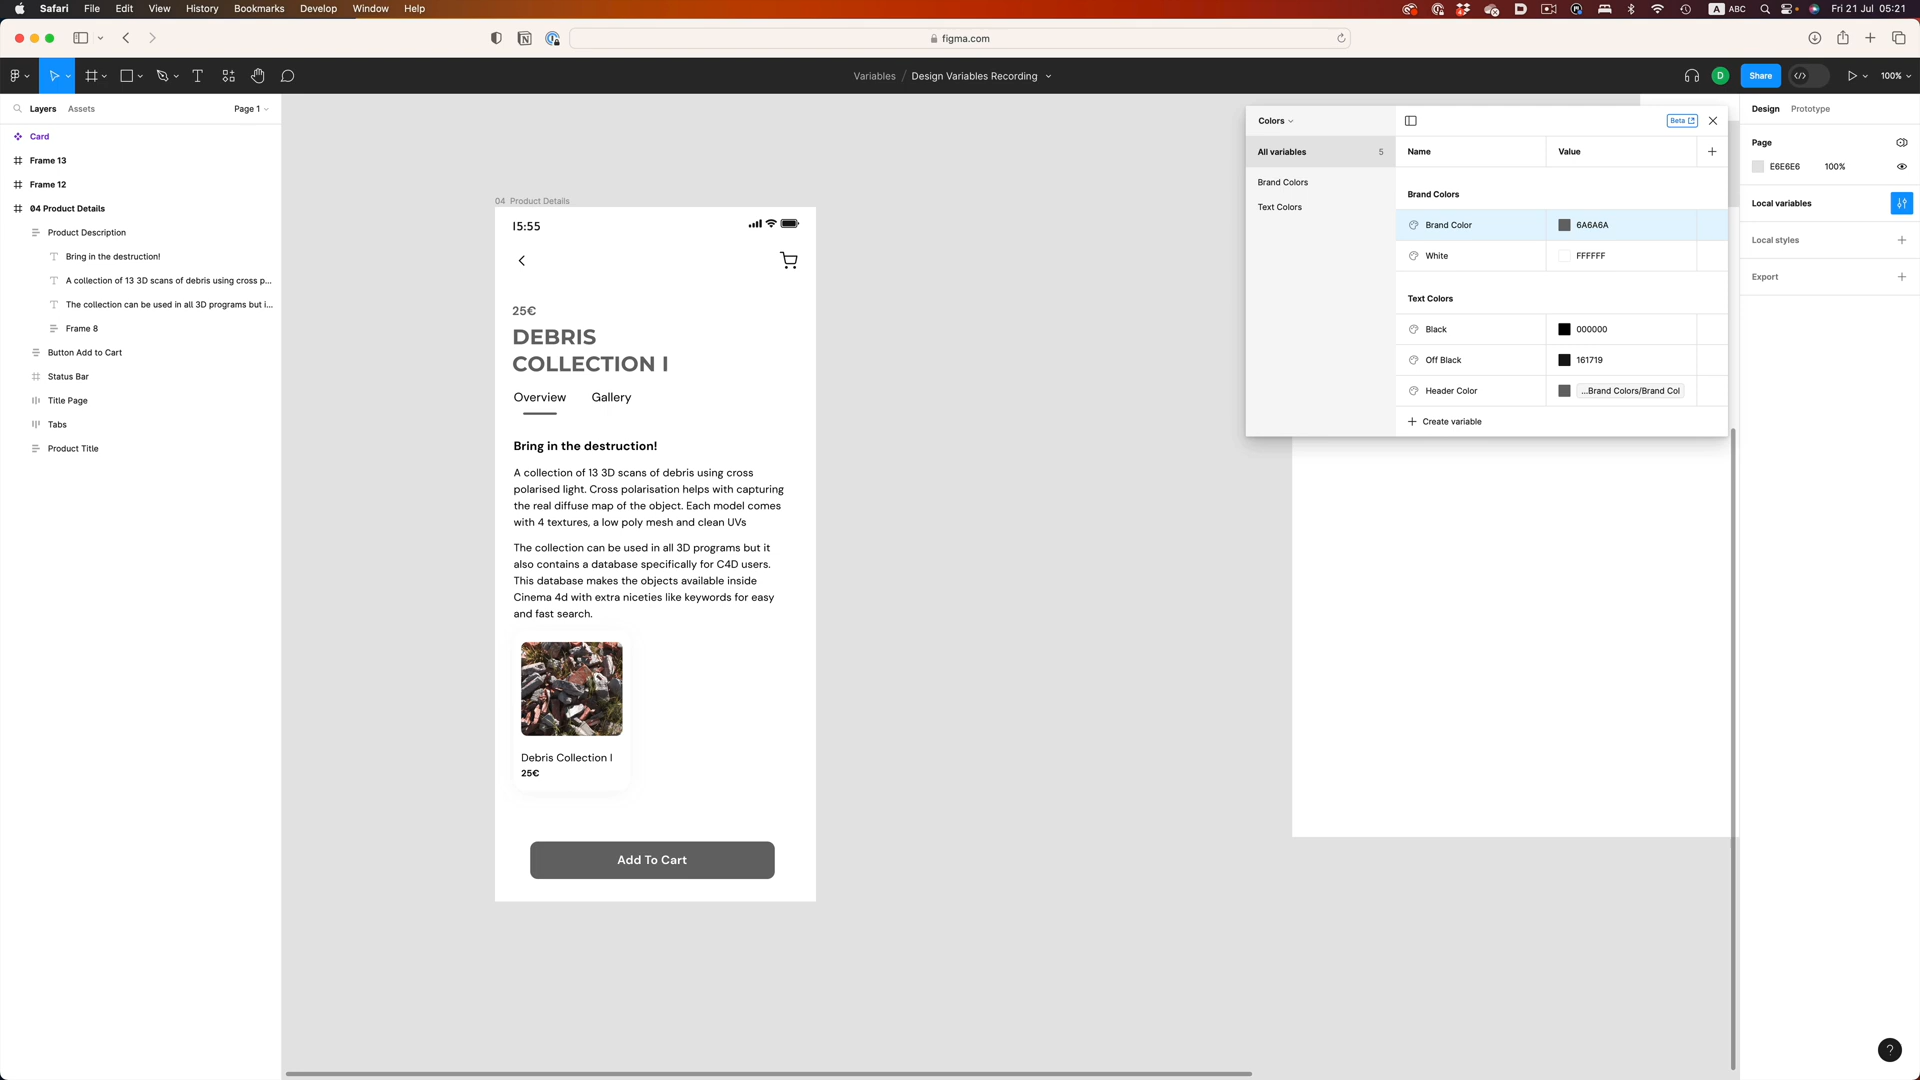 Safari File Edit View History Bookmarks Develop Window Help
A ABC Fri 21 Jul 05:21
figma.com
Variables / Design Variables Recording
D Share 100%
Layers Assets Page 1
Card
Frame 13
Frame 12
04 Product Details
Product Description
Bring in the destruction!
A collection of 13 3D scans of debris using cross p...
The collection can be used in all 3D programs but i...
Frame 8
Button Add to Cart
Status Bar
Title Page
Tabs
Product Title
04 Product Details
15:55
25€
DEBRIS
COLLECTION I
Overview Gallery
Bring in the destruction!
A collection of 13 3D scans of debris using cross
polarised light. Cross polarisation helps with capturing
the real diffuse map of the object. Each model comes
with 4 textures, a low poly mesh and clean UVs
The collection can be used in all 3D programs but it
also contains a database specifically for C4D users.
This database makes the objects available inside
Cinema 4d with extra niceties like keywords for easy
and fast search.
Debris Collection I
25€
Add To Cart
Colors
Beta
All variables 5
Brand Colors
Text Colors
Name Value
Brand Colors
Brand Color 6A6A6A
White FFFFFF
Text Colors
Black 000000
Off Black 161719
Header Color ...Brand Colors/Brand Col
Create variable
Design Prototype
Page
E6E6E6 100%
Local variables
Local styles
Export
?